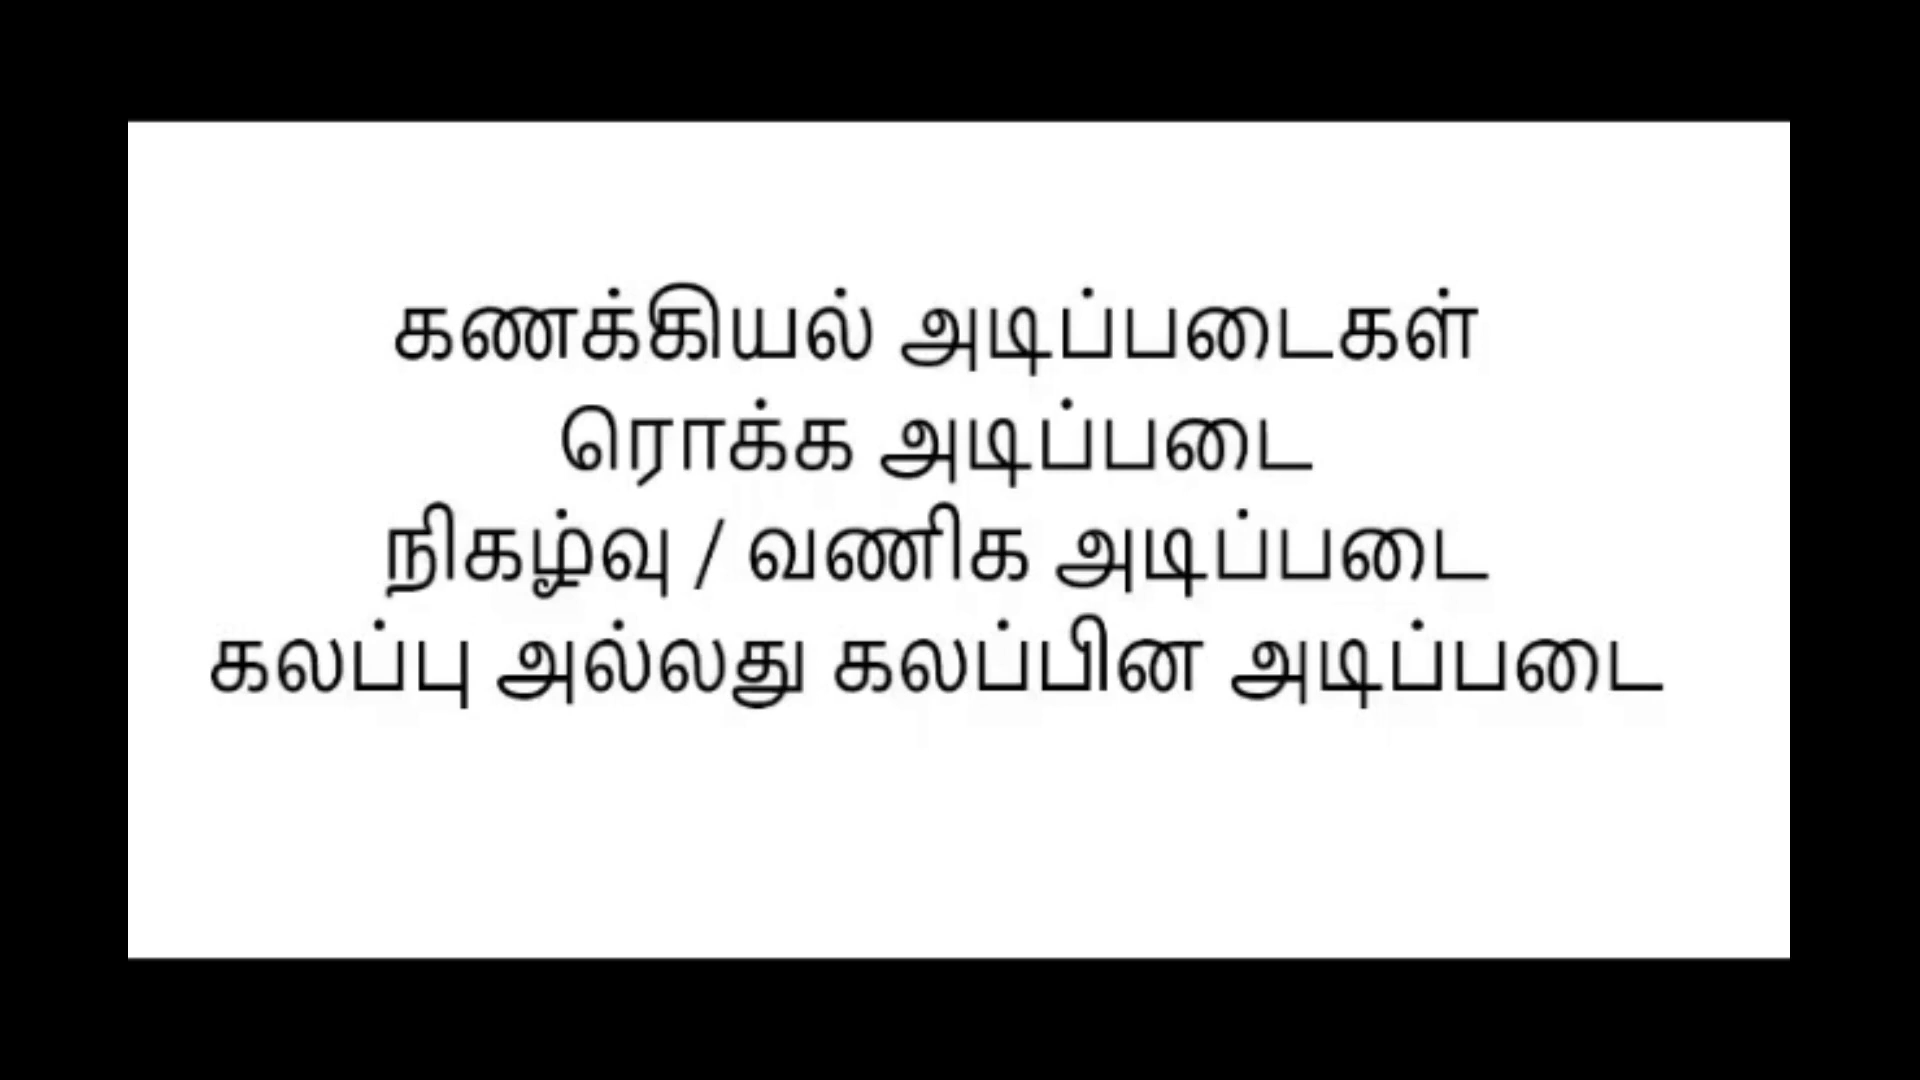 கணக்கியல் அடிப்படைகள்
ரொக்க அடிப்படை
நிகழ்வு / வணிக அடிப்படை
கலப்பு அல்லது கலப்பின அடிப்படை